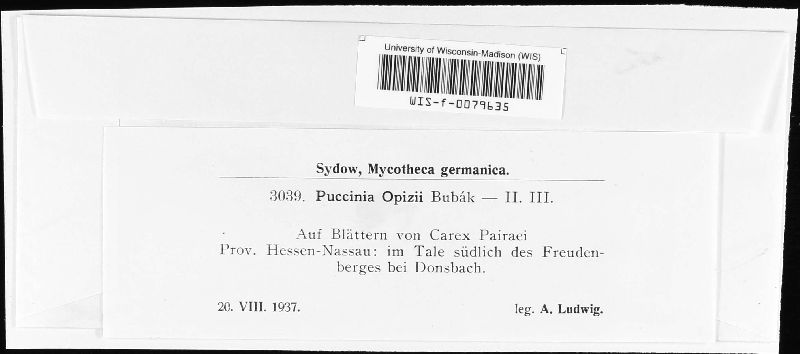 University of Wisconsin-Madison (WIS)
WIS-f-0079635
Sydow, Mycotheca germanica.
3039. Puccinia Opizii Bubák — II. III.
Auf Blättern von Carex Pairaei
Prov. Hessen-Nassau: im Tale südlich des Freuden-
berges bei Donsbach.
20. VIII. 1937. leg. A. Ludwig.